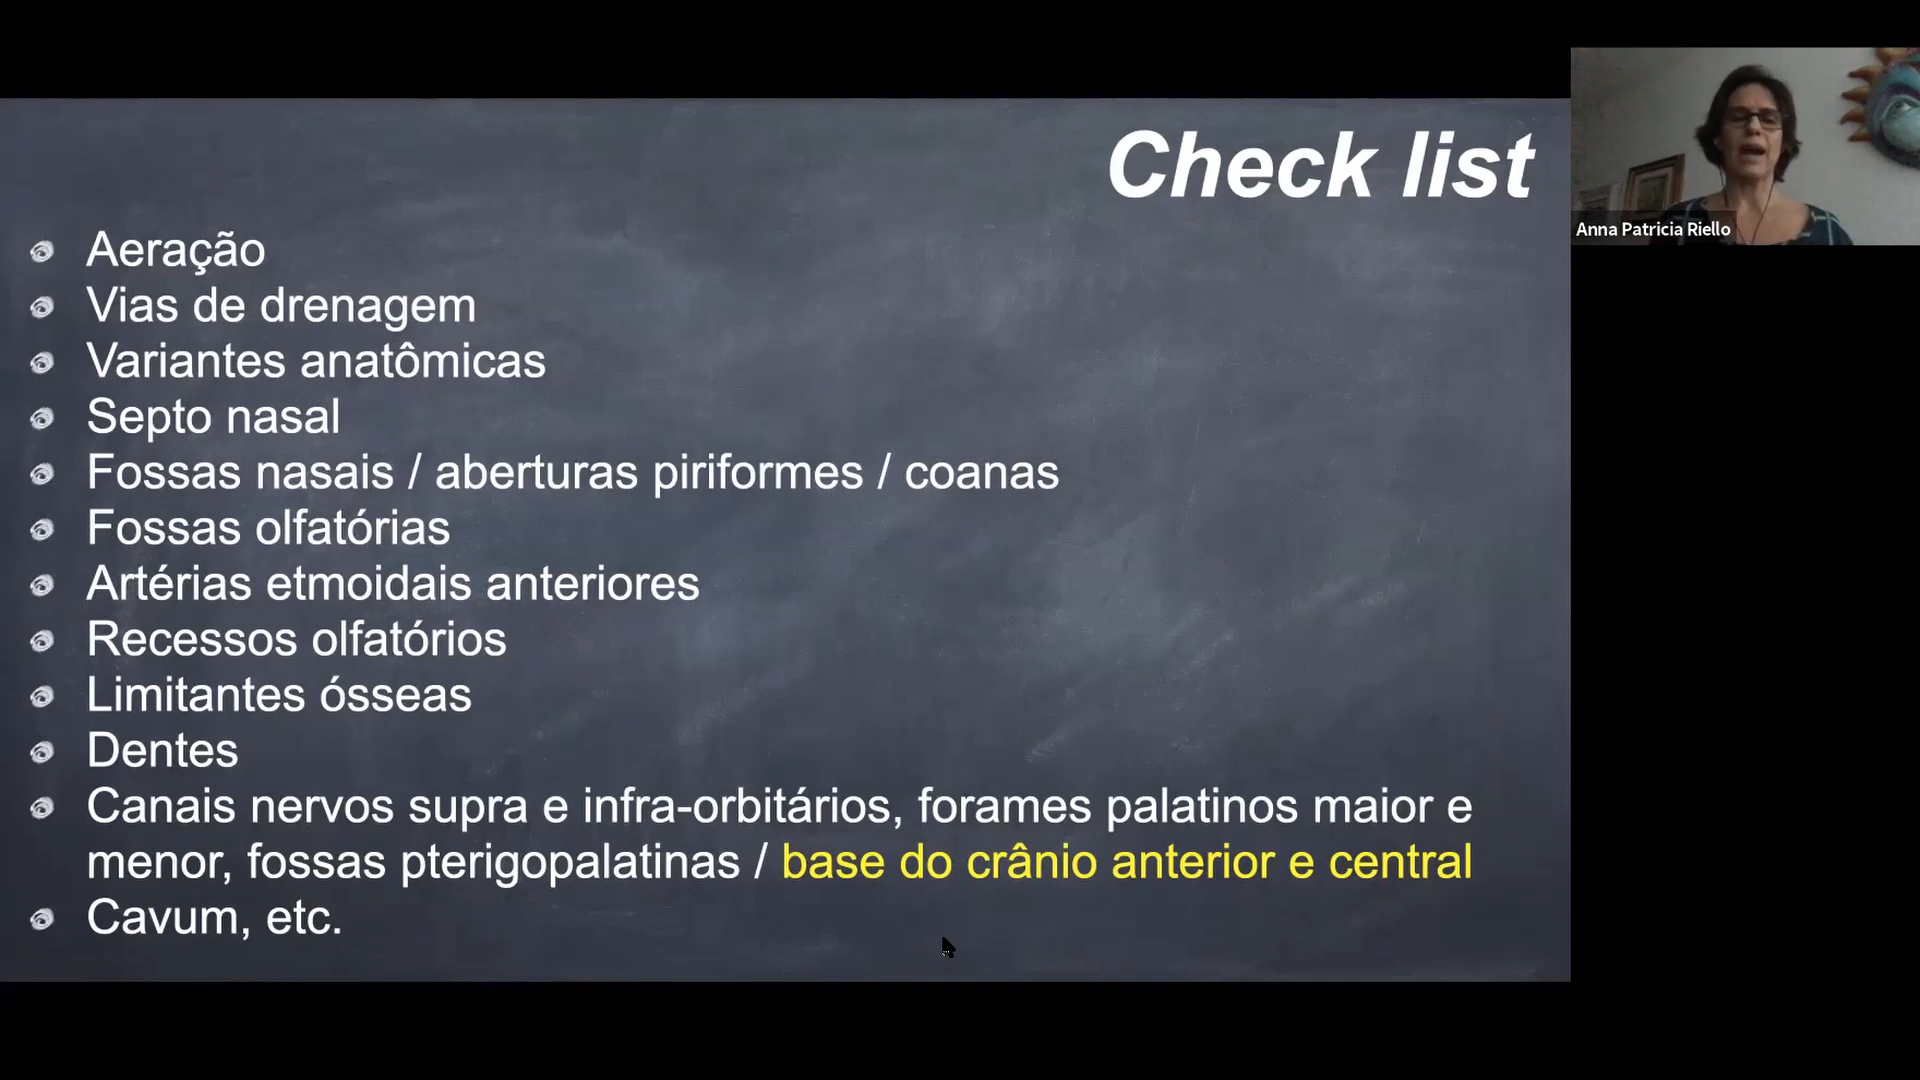 Check list
Anna Patricia Riello
Aeração
Vias de drenagem
Variantes anatômicas
Septo nasal
Fossas nasais / aberturas piriformes / coanas
Fossas olfatórias
Artérias etmoidais anteriores
Recessos olfatórios
Limitantes ósseas
Dentes
Canais nervos supra e infra-orbitários, forames palatinos maior e
menor, fossas pterigopalatinas / base do crânio anterior e central
Cavum, etc.